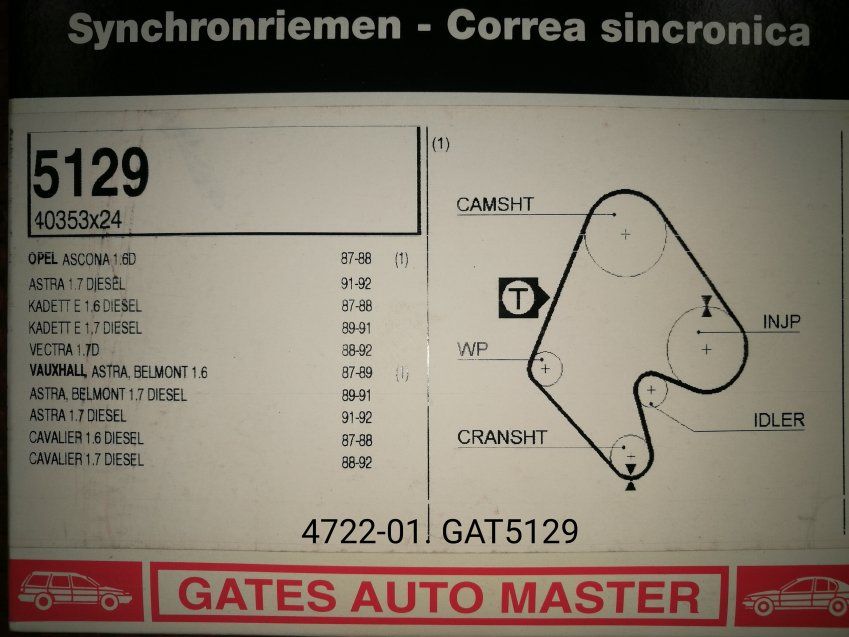 Synchronriemen - Correa sincronica
5129
40353x24
OPEL ASCONA 1.6D 87-88 (1)
ASTRA 1.7 DIESEL 91-92
KADETT E 1.6 DIESEL 87-88
KADETT E 1,7 DIESEL 89-91
VECTRA 1.7D 88-92
VAUXHALL ASTRA, BELMONT 1.6 87-89 (1)
ASTRA, BELMONT 1.7 DIESEL 89-91
ASTRA 1.7 DIESEL 91-92
CAVALIER 1.6 DIESEL 87-88
CAVALIER 1.7 DIESEL 88-92
(1)
CAMSHT
T
INJP
WP
IDLER
CRANSHT
4722-01. GAT5129
GATES AUTO MASTER